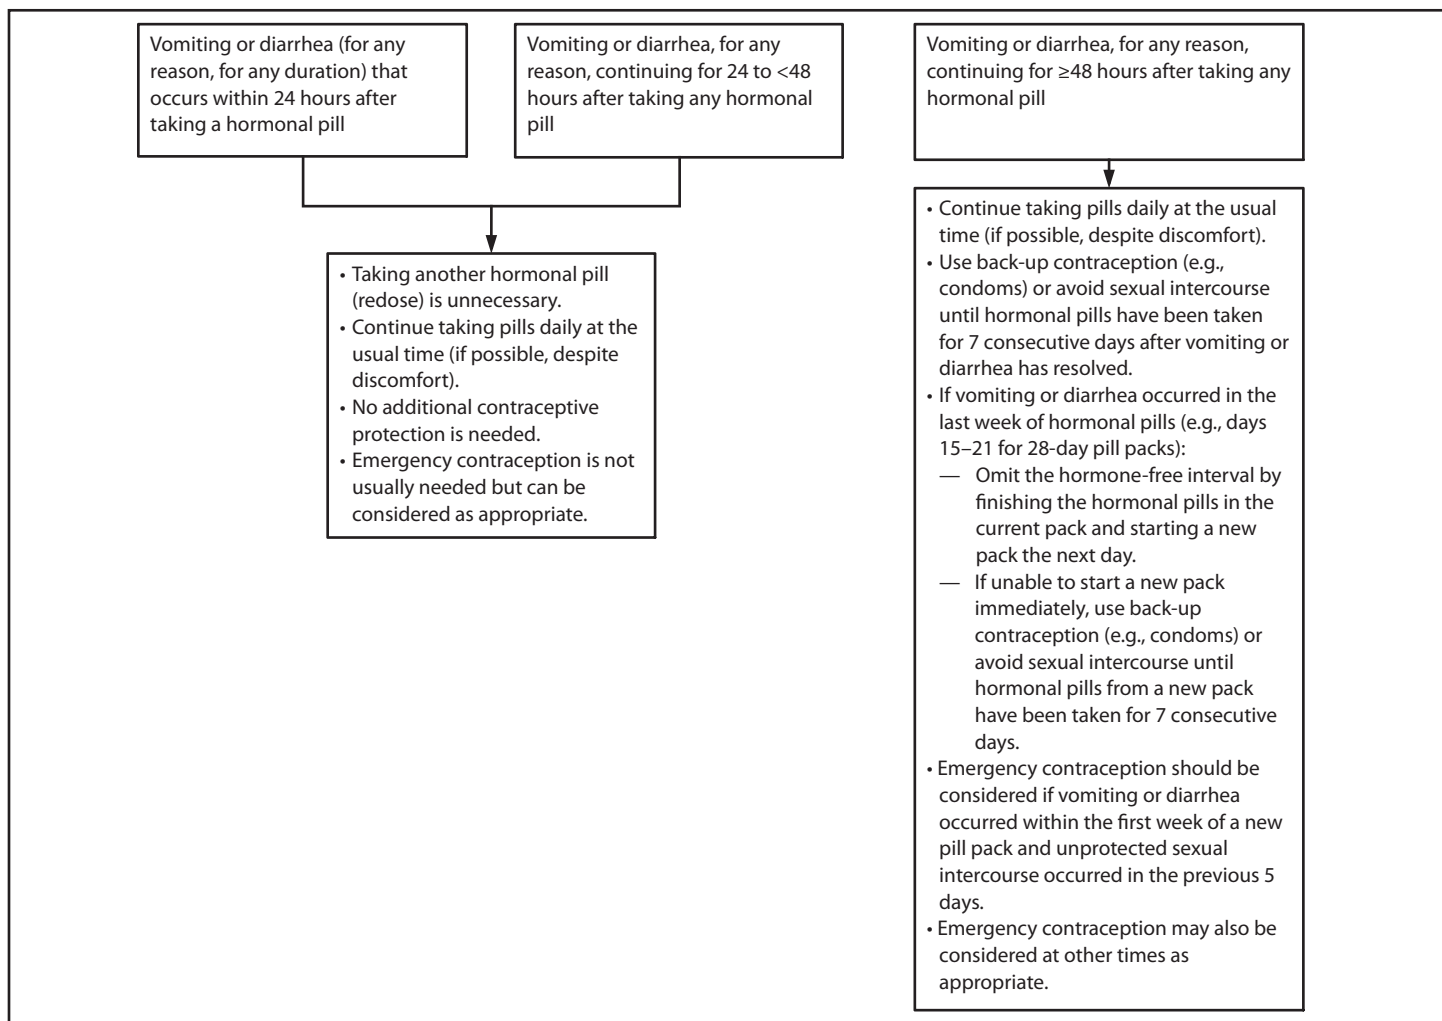 Vomiting or diarrhea (for any
reason, for any duration) that
occurs within 24 hours after
taking a hormonal pill
Vomiting or diarrhea, for any
reason, continuing for 24 to <48
hours after taking any hormonal
pill
Vomiting or diarrhea, for any reason,
continuing for ≥48 hours after taking any
hormonal pill
• Taking another hormonal pill
(redose) is unnecessary.
• Continue taking pills daily at the
usual time (if possible, despite
discomfort).
• No additional contraceptive
protection is needed.
• Emergency contraception is not
usually needed but can be
considered as appropriate.
• Continue taking pills daily at the usual
time (if possible, despite discomfort).
• Use back-up contraception (e.g.,
condoms) or avoid sexual intercourse
until hormonal pills have been taken
for 7 consecutive days after vomiting or
diarrhea has resolved.
• If vomiting or diarrhea occurred in the
last week of hormonal pills (e.g., days
15–21 for 28-day pill packs):
— Omit the hormone-free interval by
finishing the hormonal pills in the
current pack and starting a new
pack the next day.
— If unable to start a new pack
immediately, use back-up
contraception (e.g., condoms) or
avoid sexual intercourse until
hormonal pills from a new pack
have been taken for 7 consecutive
days.
• Emergency contraception should be
considered if vomiting or diarrhea
occurred within the first week of a new
pill pack and unprotected sexual
intercourse occurred in the previous 5
days.
• Emergency contraception may also be
considered at other times as
appropriate.